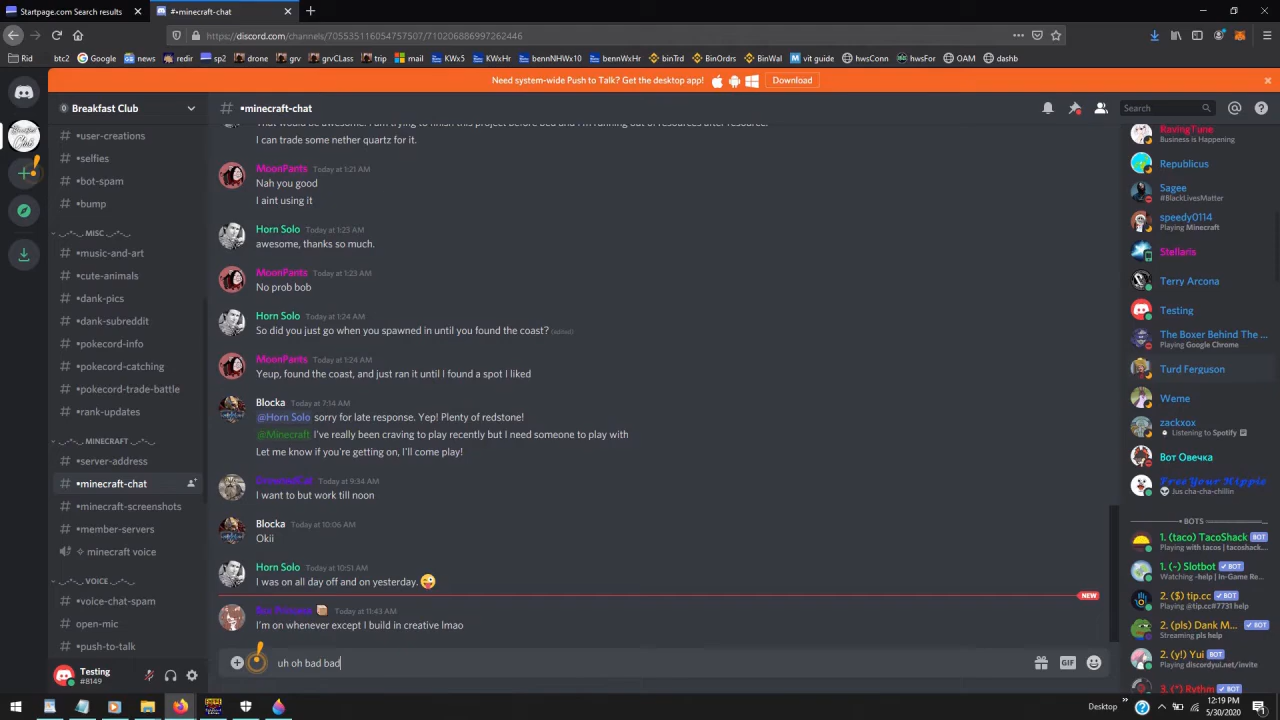 Startpage.com Search results
#•minecraft-chat
https://discord.com/channels/705535116054757507/710206886997262446
Rid
btc2
Google
news
redir
sp2
drone
grv
grvCLass
trip
mail
KWx5
KWxHr
bennNHWx10
bennWxHr
binTrd
BinOrdrs
BinWal
vit guide
hwsConn
hwsFor
OAM
dashb
Need system-wide Push to Talk? Get the desktop app!
Download
Breakfast Club
•minecraft-chat
Search
•user-creations
•selfies
•bot-spam
•bump
._.-*-._ MISC ._.-*-._
•music-and-art
•cute-animals
•dank-pics
•dank-subreddit
•pokecord-info
•pokecord-catching
•pokecord-trade-battle
•rank-updates
._.-*-._ MINECRAFT ._.-*-._
•server-address
•minecraft-chat
•minecraft-screenshots
•member-servers
minecraft voice
._.-*-._ VOICE ._.-*-._
•voice-chat-spam
open-mic
•push-to-talk
Testing
#8149
That would be awesome. I am trying to finish this project before bed and I'm running out of resources after resource.
I can trade some nether quartz for it.
MoonPants Today at 1:21 AM
Nah you good
I aint using it
Horn Solo Today at 1:23 AM
awesome, thanks so much.
MoonPants Today at 1:23 AM
No prob bob
Horn Solo Today at 1:24 AM
So did you just go when you spawned in until you found the coast? (edited)
MoonPants Today at 1:24 AM
Yeup, found the coast, and just ran it until I found a spot I liked
Blocka Today at 7:14 AM
@Horn Solo sorry for late response. Yep! Plenty of redstone!
@Minecraft I've really been craving to play recently but I need someone to play with
Let me know if you're getting on, I'll come play!
Today at 9:34 AM
I want to but work till noon
Blocka Today at 10:06 AM
Okii
Horn Solo Today at 10:51 AM
I was on all day off and on yesterday. 😜
NEW
Today at 11:43 AM
I'm on whenever except I build in creative lmao
uh oh bad bad
GIF
RavingTune
Business is Happening
Republicus
Sagee
#BlackLivesMatter
speedy0114
Playing Minecraft
Stellaris
Terry Arcona
Testing
The Boxer Behind The ...
Playing Google Chrome
Turd Ferguson
Weme
zackxox
Listening to Spotify
Вот Овечка
Free Your Hippie
Jus cha-cha-chillin
BOTS
1. (taco) TacoShack BOT
Playing with tacos | tacoshack...
1. (-) Slotbot BOT
Watching ~help | In-Game Re...
2. ($) tip.cc BOT
Playing @tip.cc#7731 help
2. (pls) Dank M... BOT
Streaming pls help
2. (y!) Yui BOT
Playing discordyui.net/invite
3. (*) Rythm BOT
Desktop
12:19 PM
5/30/2020